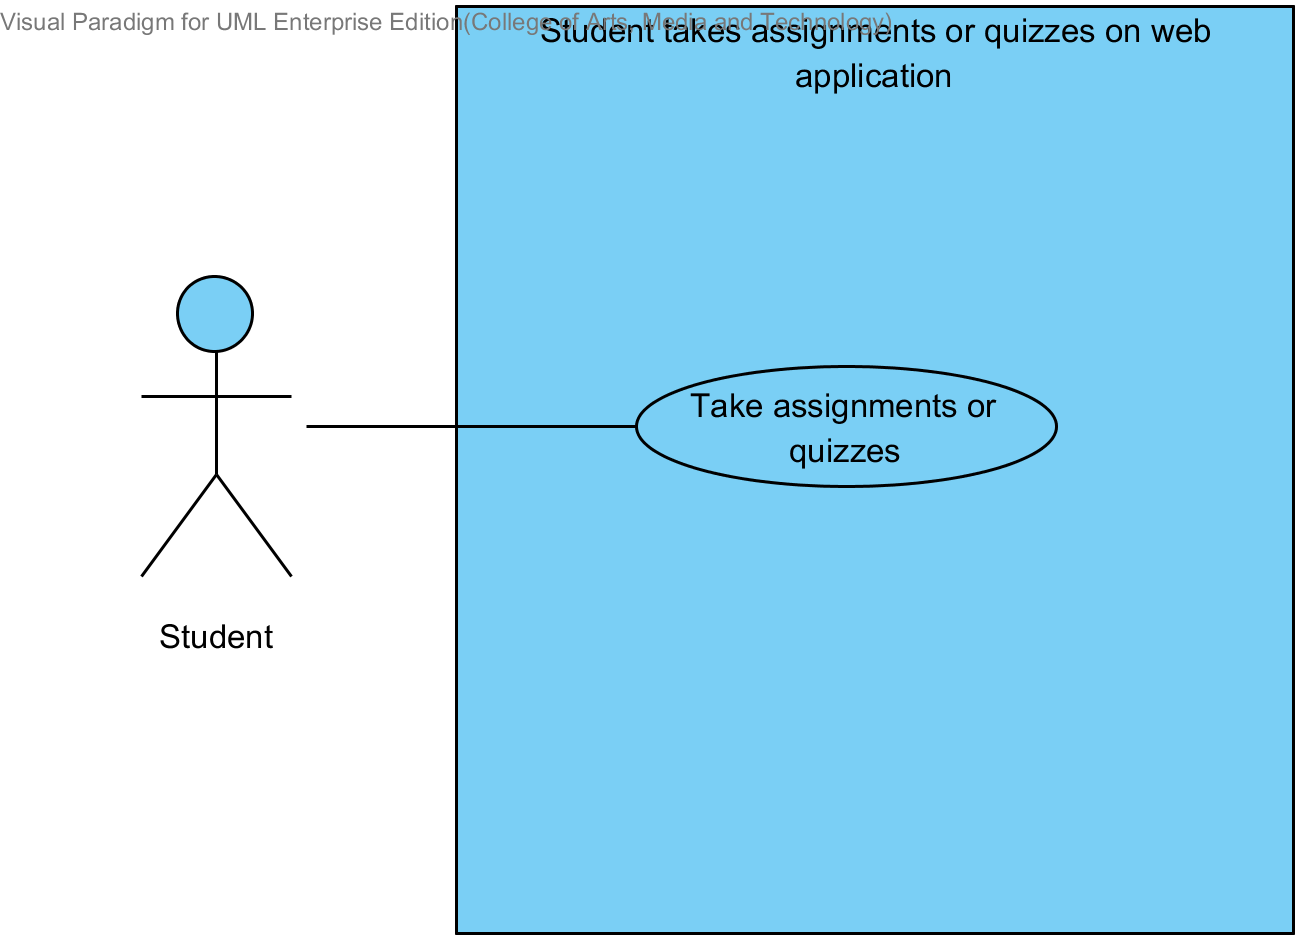 Visual Paradigm for UML Enterprise Edition(College of Arts, Media and Technology)
Student takes assignments or quizzes on web
application
Take assignments or
quizzes
Student